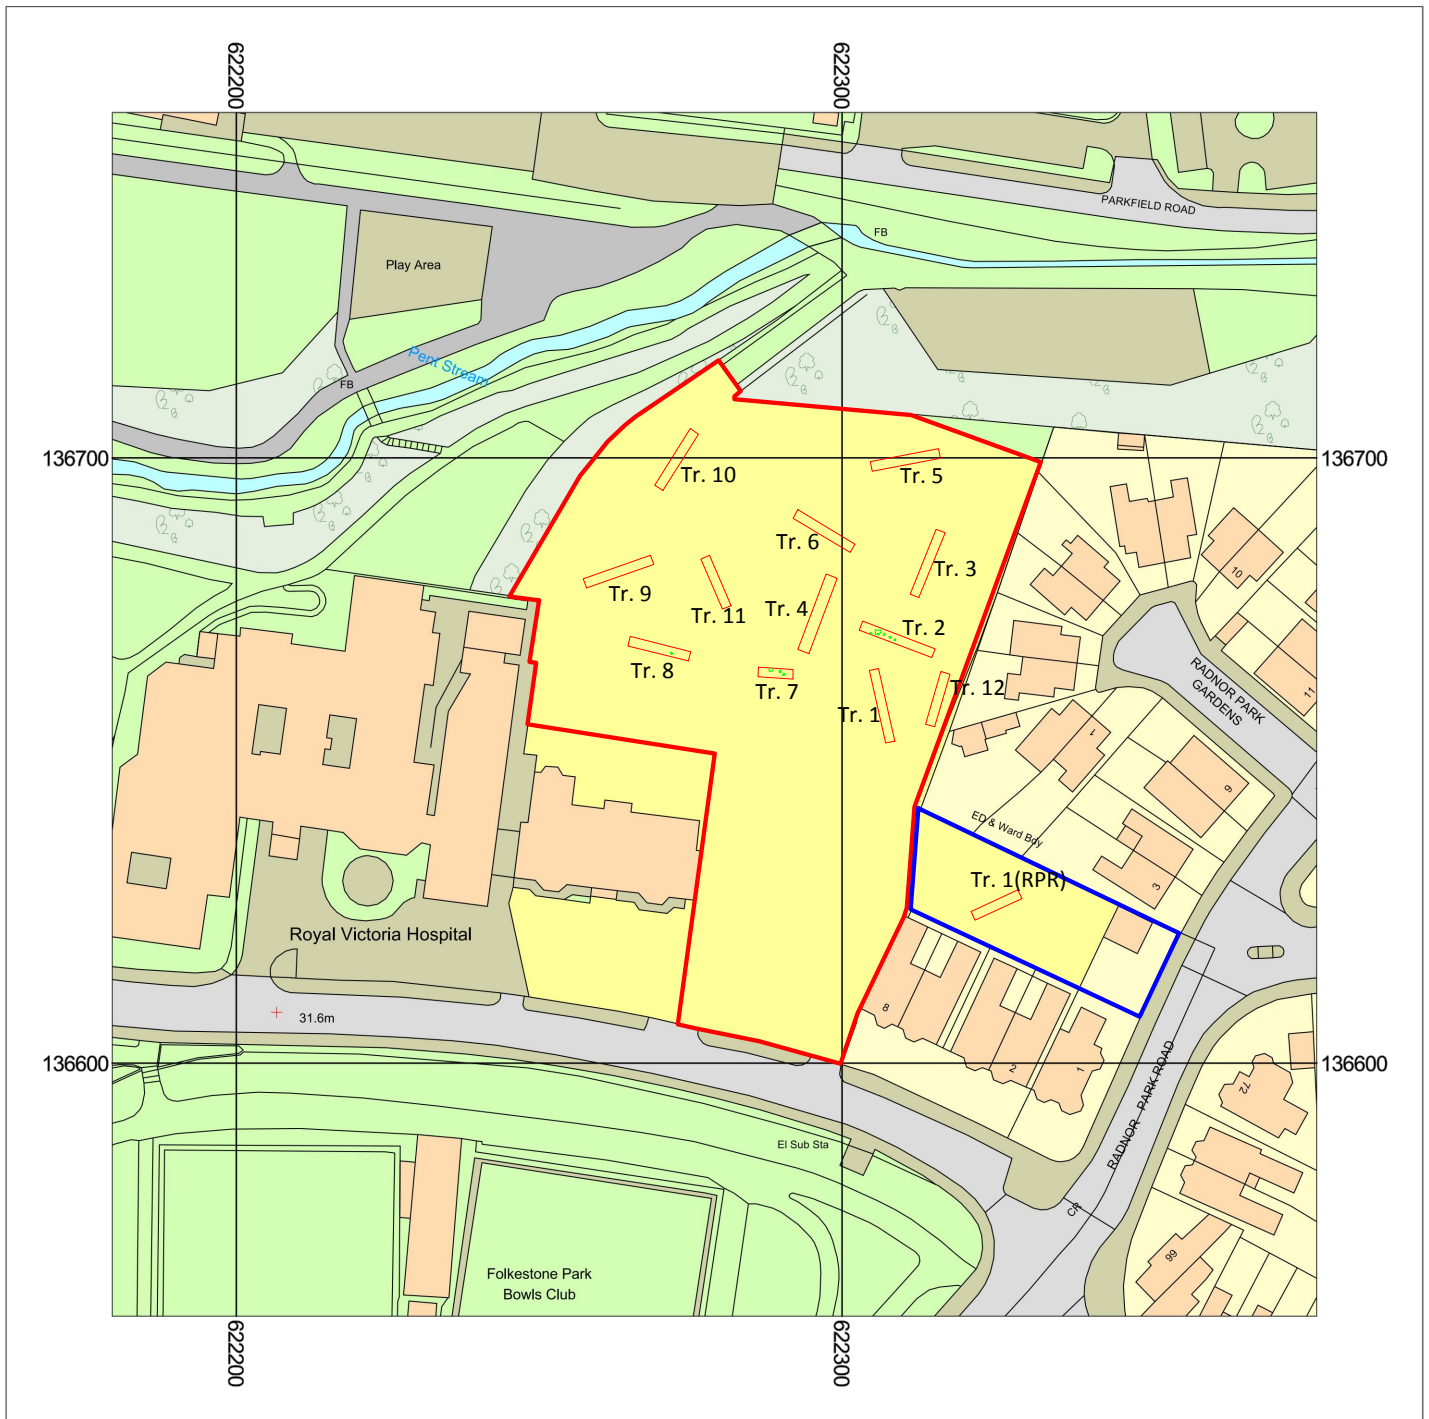 622200
622300
PARKFIELD ROAD
FB
Play Area
Pent Stream
FB
136700
136700
Tr. 10
Tr. 5
Tr. 6
Tr. 3
Tr. 9
Tr. 11
Tr. 4
Tr. 2
Tr. 8
Tr. 7
Tr. 1
Tr. 12
10
11
RADNOR PARK
GARDENS
1
9
3
ED & Ward Bdy
Tr. 1(RPR)
Royal Victoria Hospital
31.6m
8
2
1
136600
136600
RADNOR PARK ROAD
72
El Sub Sta
CR
66
Folkestone Park
Bowls Club
622200
622300